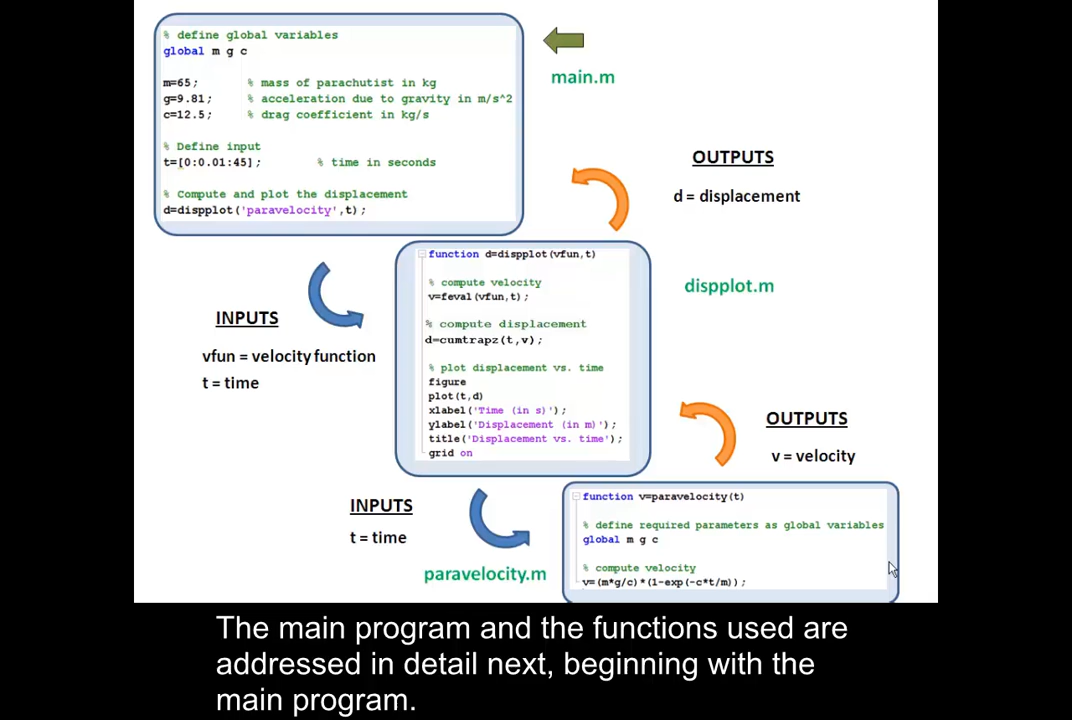 % define global variables
global m g c
m=65; % mass of parachutist in kg
g=9.81; % acceleration due to gravity in m/s^2
c=12.5; % drag coefficient in kg/s
% Define input
t=[0:0.01:45]; % time in seconds
% Compute and plot the displacement
d=dispplot('paravelocity',t);
main.m
OUTPUTS
d = displacement
function d=dispplot(vfun,t)
% compute velocity
v=feval(vfun,t);
% compute displacement
d=cumtrapz(t,v);
% plot displacement vs. time
figure
plot(t,d)
xlabel('Time (in s)');
ylabel('Displacement (in m)');
title('Displacement vs. time');
grid on
dispplot.m
INPUTS
vfun = velocity function
t = time
OUTPUTS
v = velocity
INPUTS
t = time
paravelocity.m
function v=paravelocity(t)
% define required parameters as global variables
global m g c
% compute velocity
v=(m*g/c)*(1-exp(-c*t/m));
The main program and the functions used are
addressed in detail next, beginning with the
main program.